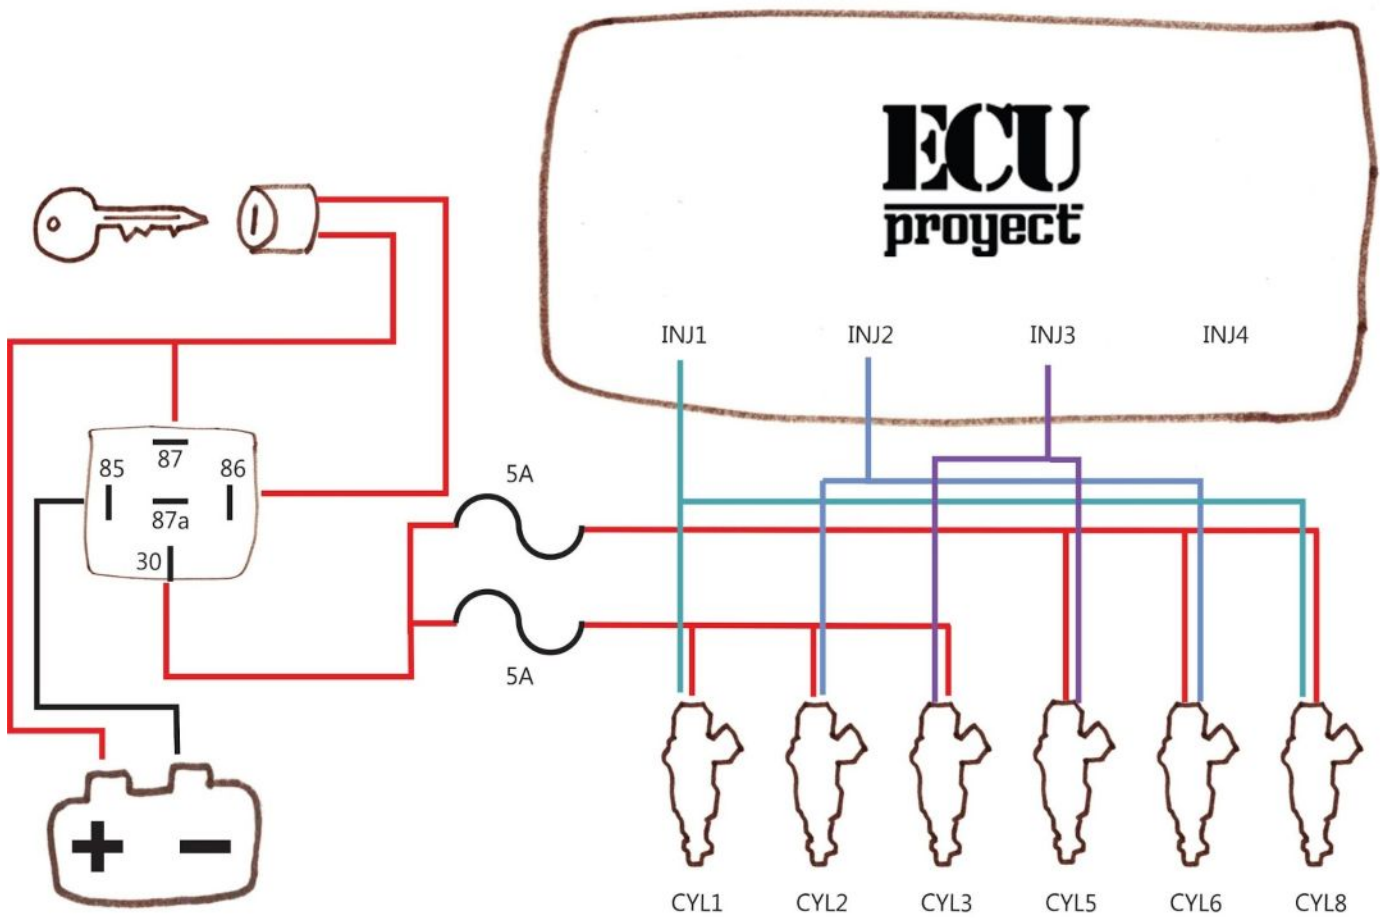 ECU
proyect
INJ1 INJ2 INJ3 INJ4
5A
87
85 86
87a
30
5A
+ −
CYL1 CYL2 CYL3 CYL5 CYL6 CYL8